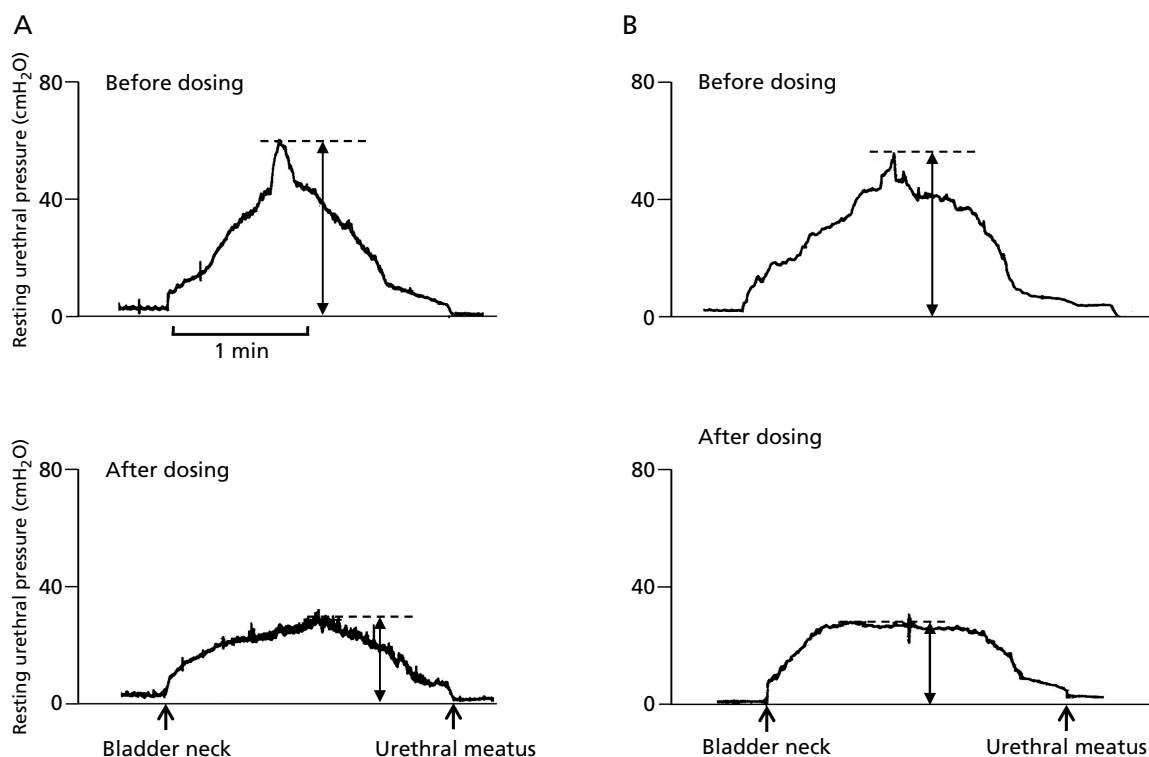 A
B
Resting urethral pressure (cmH₂O)
80
Before dosing
40
0
1 min
80
Before dosing
40
0
Resting urethral pressure (cmH₂O)
80
After dosing
40
0
Bladder neck
Urethral meatus
After dosing
80
40
0
Bladder neck
Urethral meatus